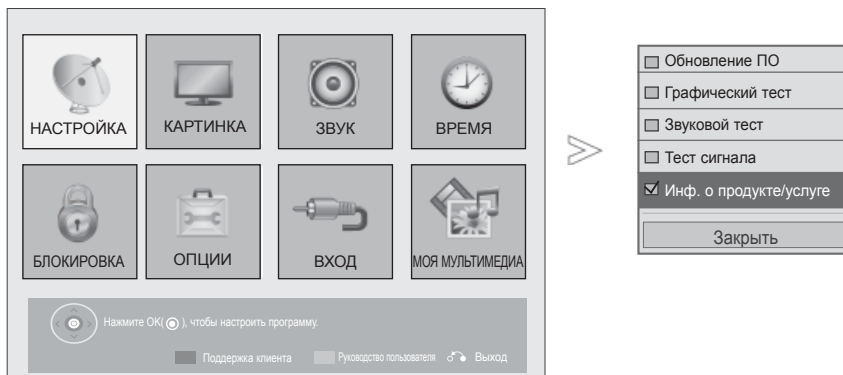 НАСТРОЙКА
КАРТИНКА
ЗВУК
ВРЕМЯ
БЛОКИРОВКА
ОПЦИИ
ВХОД
МОЯ МУЛЬТИМЕДИА
Нажмите OK( ), чтобы настроить программу.
Поддержка клиента Руководство пользователя Выход
Обновление ПО
Графический тест
Звуковой тест
Тест сигнала
Инф. о продукте/услуге
Закрыть